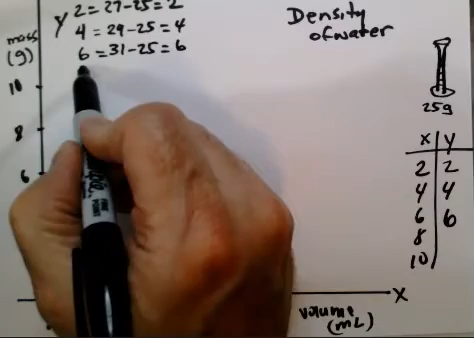 y 2 = 27-25 = 2
4 = 29-25 = 4
6 = 31-25 = 6
Density
of water
mass
(g)
10
8
6
25g
x y
2 2
4 4
6 6
8
10
x
volume
(mL)